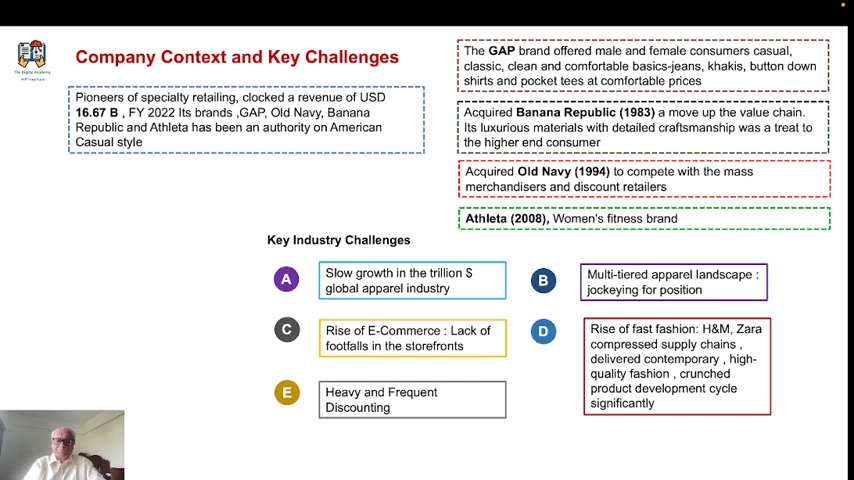 Company Context and Key Challenges
The Digital Academy
Pioneers of specialty retailing, clocked a revenue of USD
16.67 B , FY 2022 Its brands ,GAP, Old Navy, Banana
Republic and Athleta has been an authority on American
Casual style
The GAP brand offered male and female consumers casual,
classic, clean and comfortable basics-jeans, khakis, button down
shirts and pocket tees at comfortable prices
Acquired Banana Republic (1983) a move up the value chain.
Its luxurious materials with detailed craftsmanship was a treat to
the higher end consumer
Acquired Old Navy (1994) to compete with the mass
merchandisers and discount retailers
Athleta (2008), Women's fitness brand
Key Industry Challenges
A
Slow growth in the trillion $
global apparel industry
B
Multi-tiered apparel landscape :
jockeying for position
C
Rise of E-Commerce : Lack of
footfalls in the storefronts
D
Rise of fast fashion: H&M, Zara
compressed supply chains ,
delivered contemporary , high-
quality fashion , crunched
product development cycle
significantly
E
Heavy and Frequent
Discounting